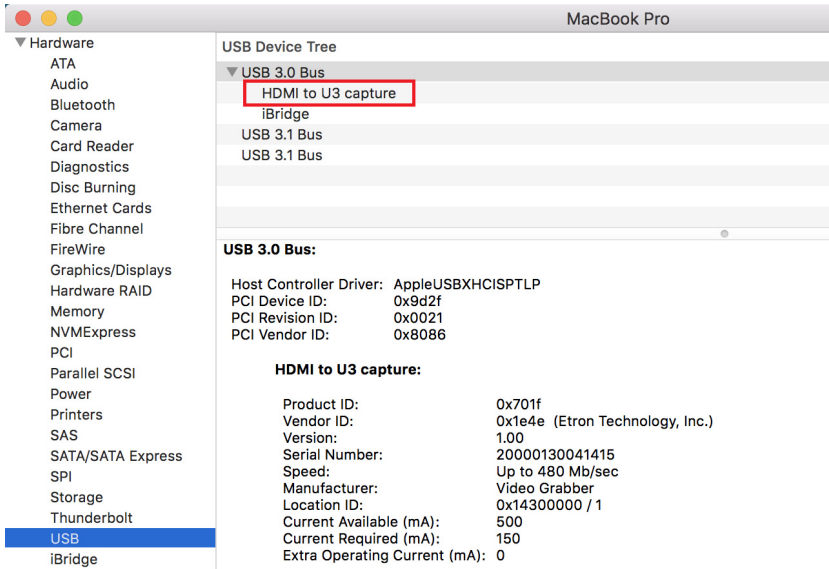 MacBook Pro
Hardware
ATA
Audio
Bluetooth
Camera
Card Reader
Diagnostics
Disc Burning
Ethernet Cards
Fibre Channel
FireWire
Graphics/Displays
Hardware RAID
Memory
NVMExpress
PCI
Parallel SCSI
Power
Printers
SAS
SATA/SATA Express
SPI
Storage
Thunderbolt
USB
iBridge
USB Device Tree
USB 3.0 Bus
HDMI to U3 capture
iBridge
USB 3.1 Bus
USB 3.1 Bus
USB 3.0 Bus:
Host Controller Driver: AppleUSBXHCISPTLP
PCI Device ID: 0x9d2f
PCI Revision ID: 0x0021
PCI Vendor ID: 0x8086
HDMI to U3 capture:
Product ID: 0x701f
Vendor ID: 0x1e4e (Etron Technology, Inc.)
Version: 1.00
Serial Number: 20000130041415
Speed: Up to 480 Mb/sec
Manufacturer: Video Grabber
Location ID: 0x14300000 / 1
Current Available (mA): 500
Current Required (mA): 150
Extra Operating Current (mA): 0